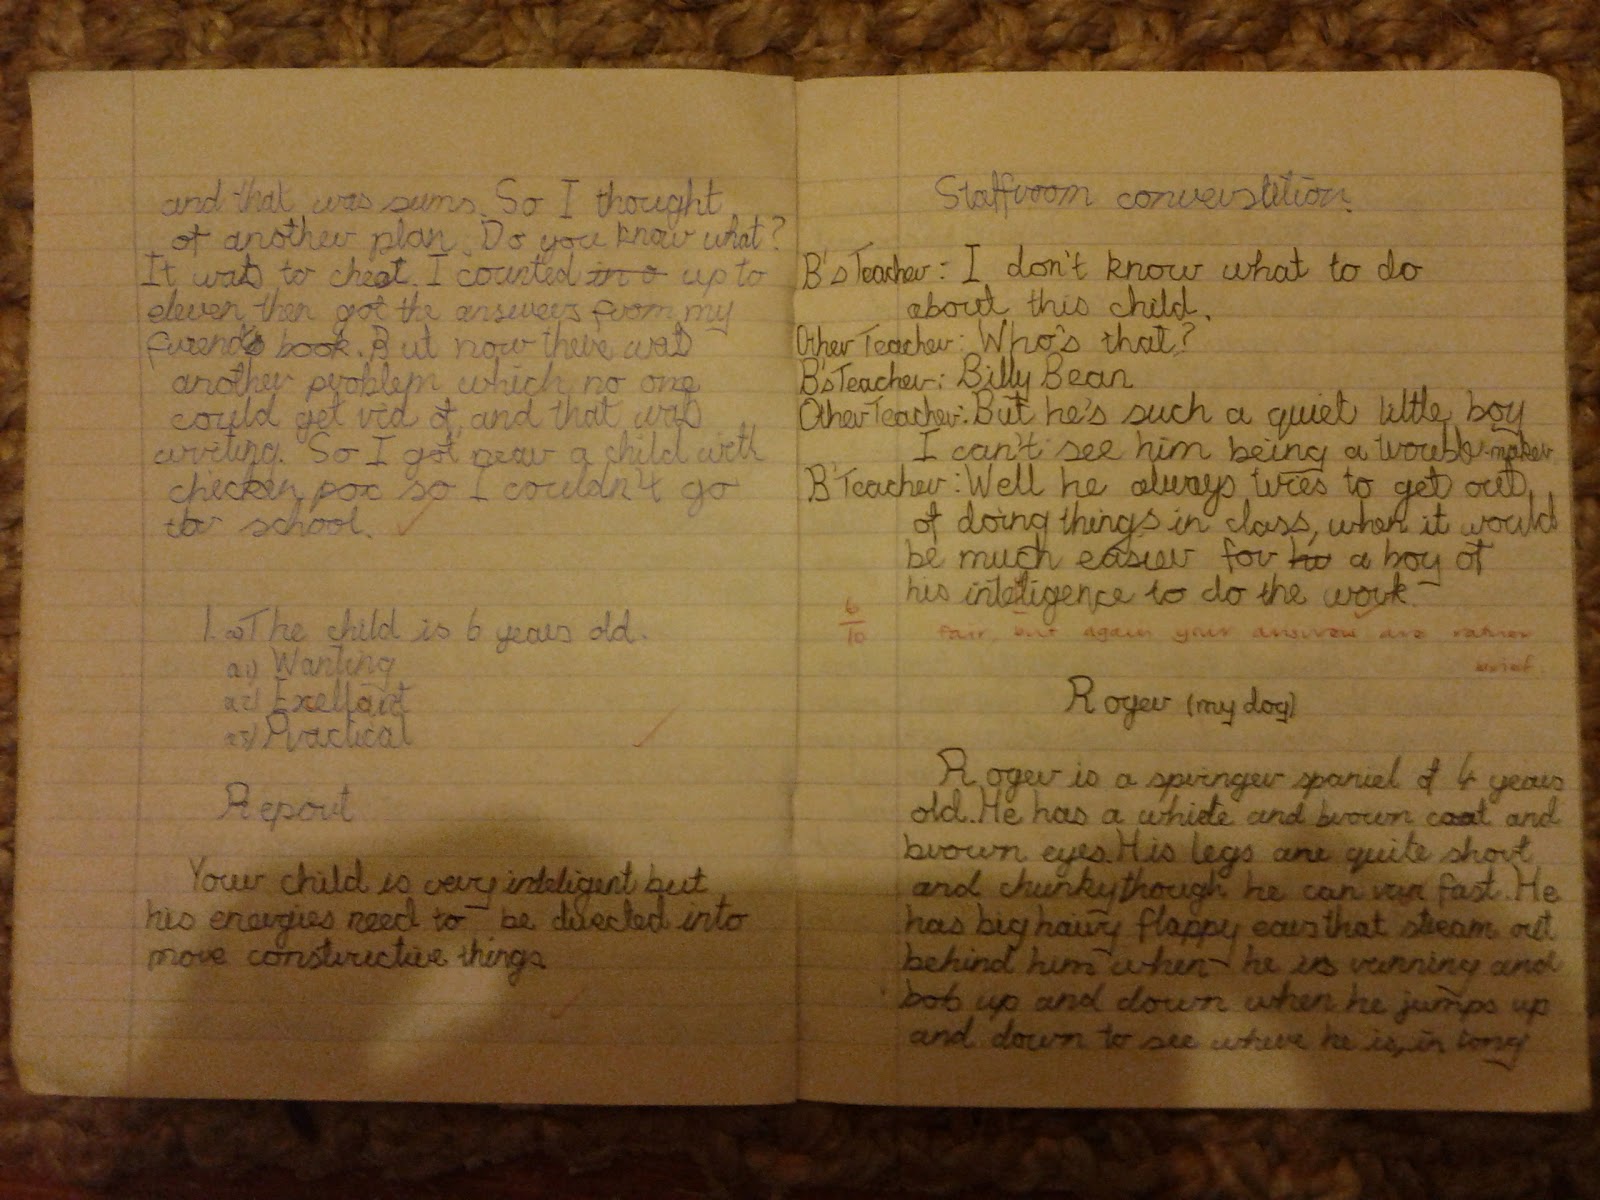 and that was sums. So I thought
of another plan. Do you know what?
It was to cheat. I counted in o up to
eleven then got the answers from my
furend's book. But now there was
another problem which no one
could get rid of, and that was
writing. So I got near a child with
chicken pox so I couldn't go
to school.
1. a) The child is 6 years old.
a1) Wanting
a2) Exellant
a3) Practical
Report
Your child is very inteligent but
his energies need to be directed into
more constructive things.
Staffroom converstition.
B's Teacher: I don't know what to do
about this child.
Other Teacher: Who's that?
B's Teacher: Billy Bean
Other Teacher: But he's such a quiet little boy
I can't see him being a trouble-maker
B' Teacher: Well he always tires to get out
of doing things in class, when it would
be much easier for ho a boy of
his inteligence to do the work.
6/10 fair, but again your answers are rather
brief.
Roger (my dog)
Roger is a springer spaniel of 4 years
old. He has a white and brown coat and
brown eyes. His legs are quite short
and chunky though he can run fast. He
has big hairy flappy ears that stream out
behind him when he is running and
bob up and down when he jumps up
and down to see where he is, in long